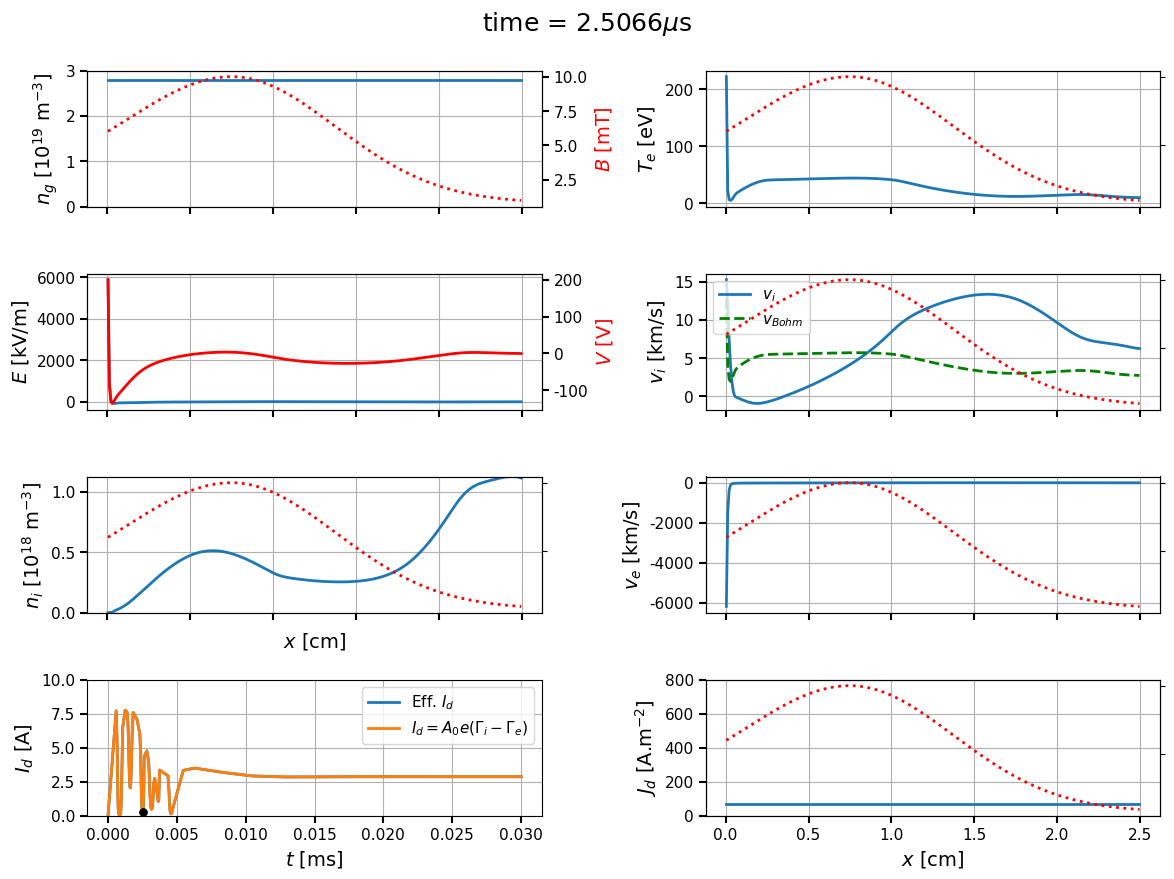 time = 2.5066μs
n_g [10^19 m^−3]
3
2
1
0
10.0
7.5
5.0
2.5
B [mT]
T_e [eV]
200
100
0
E [kV/m]
6000
4000
2000
0
200
100
0
-100
V [V]
v_i [km/s]
15
10
5
0
v_i
v_Bohm
n_i [10^18 m^−3]
1.0
0.5
0.0
x [cm]
v_e [km/s]
0
-2000
-4000
-6000
I_d [A]
10.0
7.5
5.0
2.5
0.0
Eff. I_d
I_d = A_0e(Γ_i − Γ_e)
0.000 0.005 0.010 0.015 0.020 0.025 0.030
t [ms]
J_d [A.m^−2]
800
600
400
200
0
0.0 0.5 1.0 1.5 2.0 2.5
x [cm]